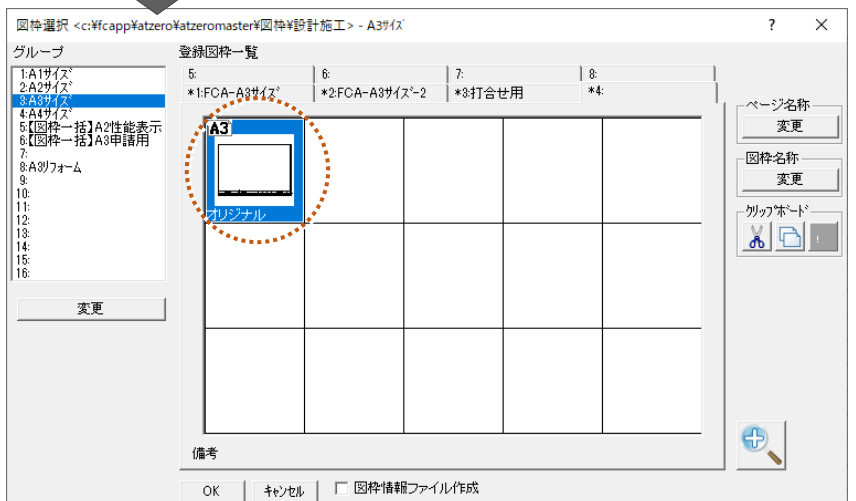 図枠選択 <c:¥fcapp¥atzero¥atzeromaster¥図枠¥設計施工> - A3ｻｲｽﾞ
? ×
グループ
1:A1ｻｲｽﾞ
2:A2ｻｲｽﾞ
3:A3ｻｲｽﾞ
4:A4ｻｲｽﾞ
5:【図枠一括】A2性能表示
6:【図枠一括】A3申請用
7:
8:A3ﾘﾌｫｰﾑ
9:
10:
11:
12:
13:
14:
15:
16:
変更
登録図枠一覧
5: 6: 7: 8:
*1:FCA-A3ｻｲｽﾞ *2:FCA-A3ｻｲｽﾞ-2 *3:打合せ用 *4:
A3
オリジナル
備考
ページ名称
変更
図枠名称
変更
ｸﾘｯﾌﾟﾎﾞｰﾄﾞ
OK ｷｬﾝｾﾙ 図枠情報ファイル作成